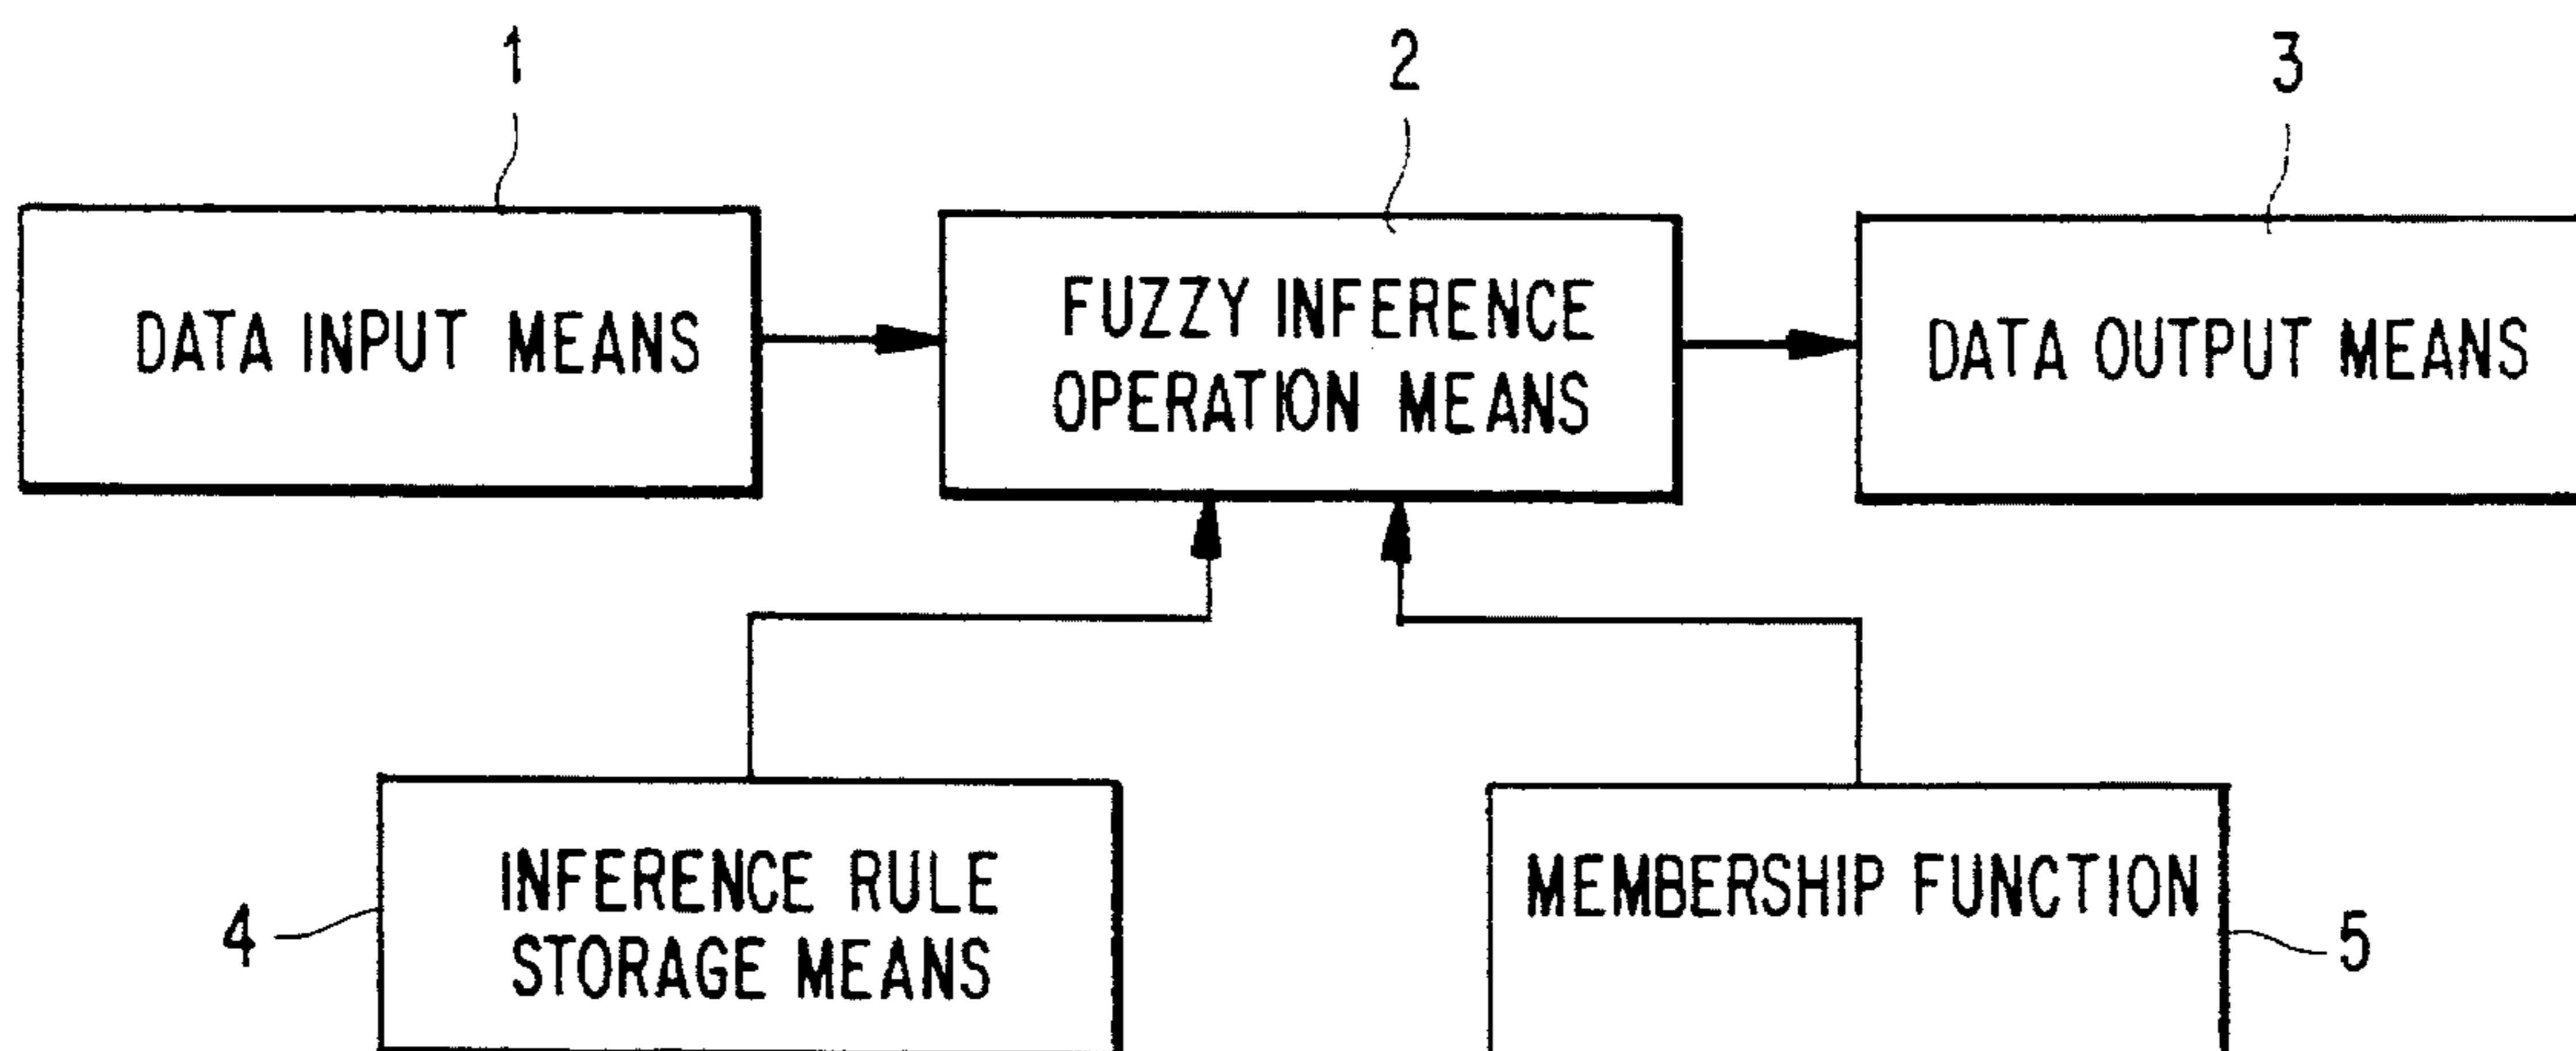 1
2
3
DATA INPUT MEANS
FUZZY INFERENCE
OPERATION MEANS
DATA OUTPUT MEANS
INFERENCE RULE
STORAGE MEANS
4
MEMBERSHIP FUNCTION
5